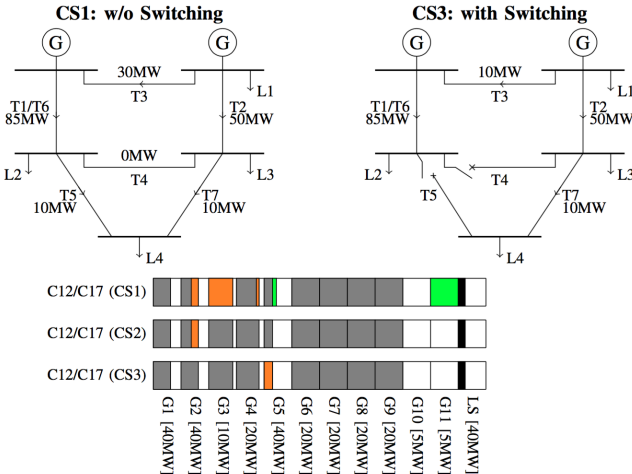 CS1: w/o Switching
G
G
30MW
T3
L1
T1/T6
85MW
T2
50MW
0MW
T4
L2
L3
T5
10MW
T7
10MW
L4
CS3: with Switching
G
G
10MW
T3
L1
T1/T6
85MW
T2
50MW
L2
T5
T4
L3
T7
10MW
L4
C12/C17 (CS1)
C12/C17 (CS2)
C12/C17 (CS3)
G1 [40MW]
G2 [40MW]
G3 [10MW]
G4 [20MW]
G5 [40MW]
G6 [20MW]
G7 [20MW]
G8 [20MW]
G9 [20MW]
G10 [5MW]
G11 [5MW]
LS [40MW]